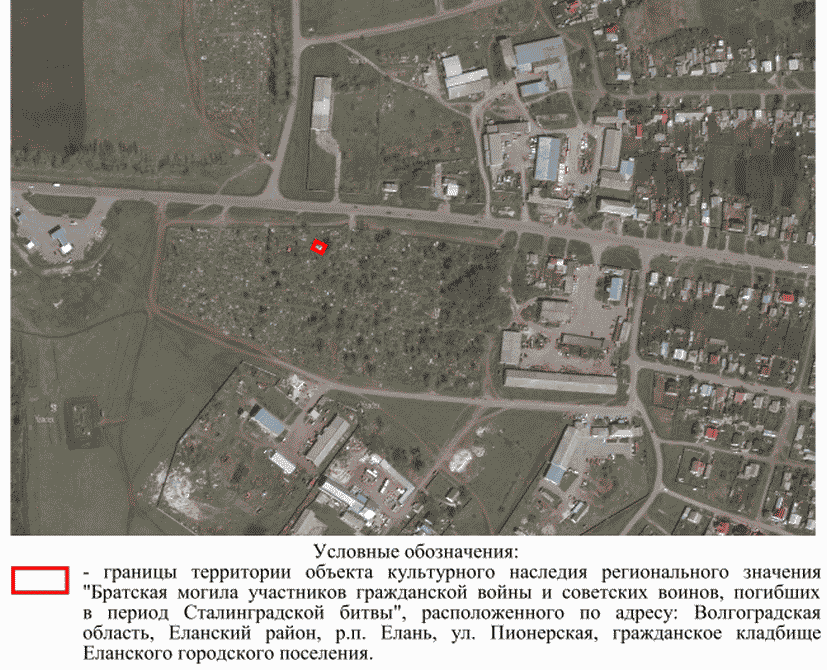 Условные обозначения:
- границы территории объекта культурного наследия регионального значения
"Братская могила участников гражданской войны и советских воинов, погибших
в период Сталинградской битвы", расположенного по адресу: Волгоградская
область, Еланский район, р.п. Елань, ул. Пионерская, гражданское кладбище
Еланского городского поселения.